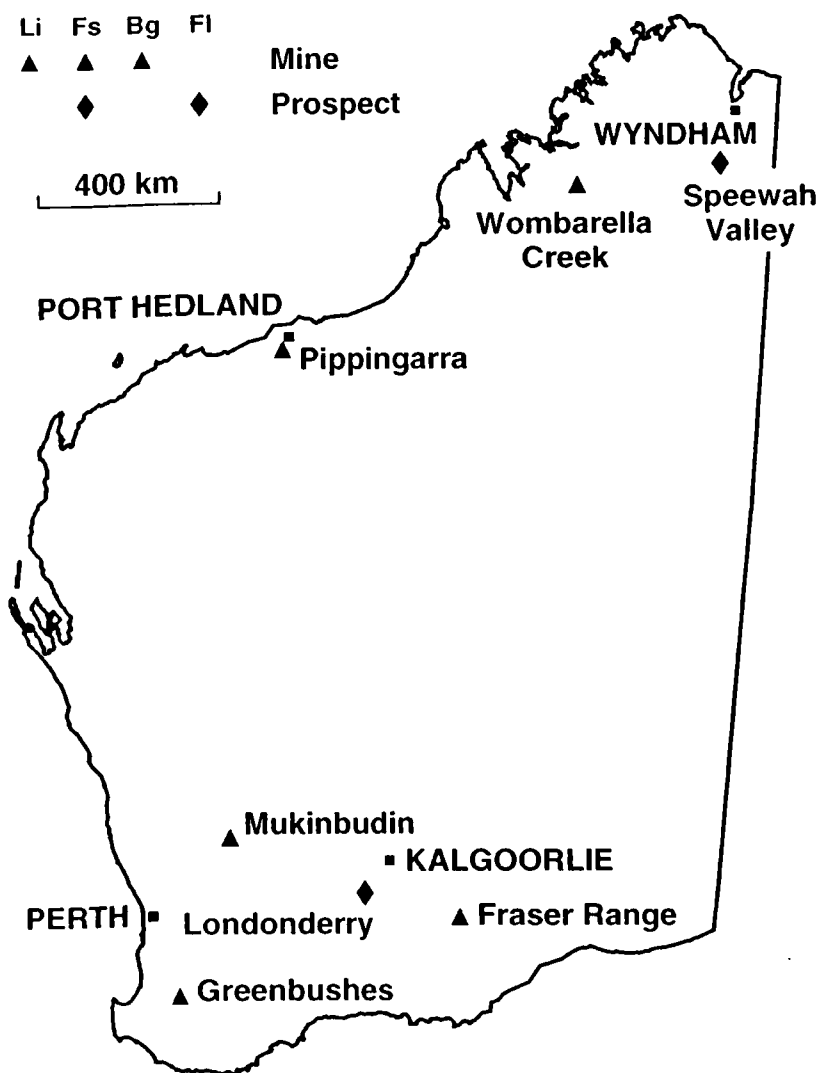 Li Fs Bg Fl
Mine
Prospect
400 km
WYNDHAM
Speewah
Valley
Wombarella
Creek
PORT HEDLAND
Pippingarra
Mukinbudin
KALGOORLIE
PERTH
Londonderry
Fraser Range
Greenbushes